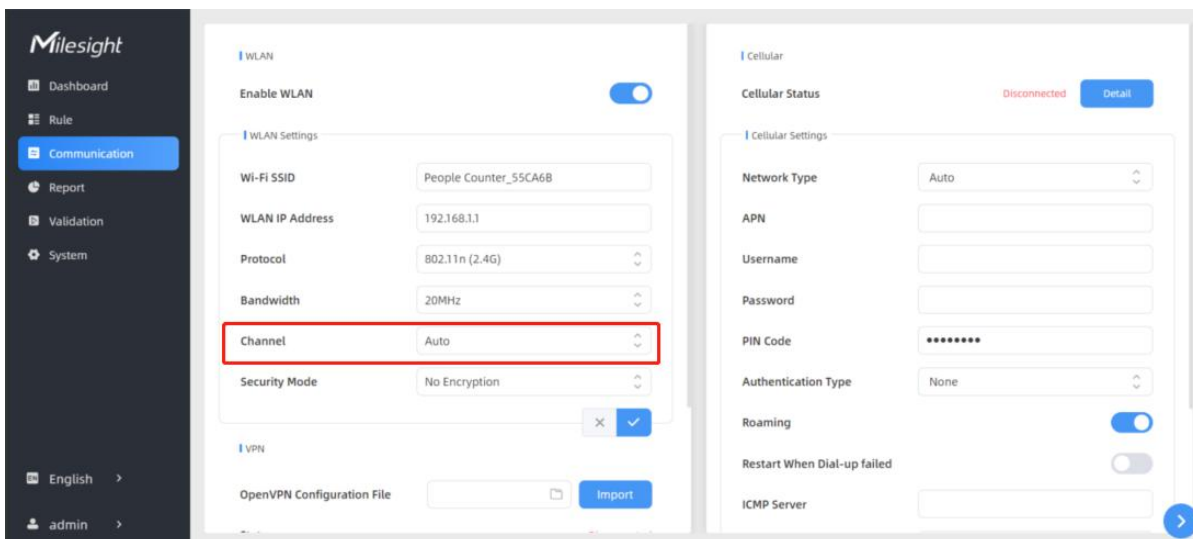 Milesight
Dashboard
Rule
Communication
Report
Validation
System
EN English >
admin >
WLAN
Enable WLAN
WLAN Settings
Wi-Fi SSID People Counter_55CA6B
WLAN IP Address 192.168.1.1
Protocol 802.11n (2.4G)
Bandwidth 20MHz
Channel Auto
Security Mode No Encryption
VPN
OpenVPN Configuration File Import
Cellular
Cellular Status Disconnected Detail
Cellular Settings
Network Type Auto
APN
Username
Password
PIN Code ••••••••
Authentication Type None
Roaming
Restart When Dial-up failed
ICMP Server